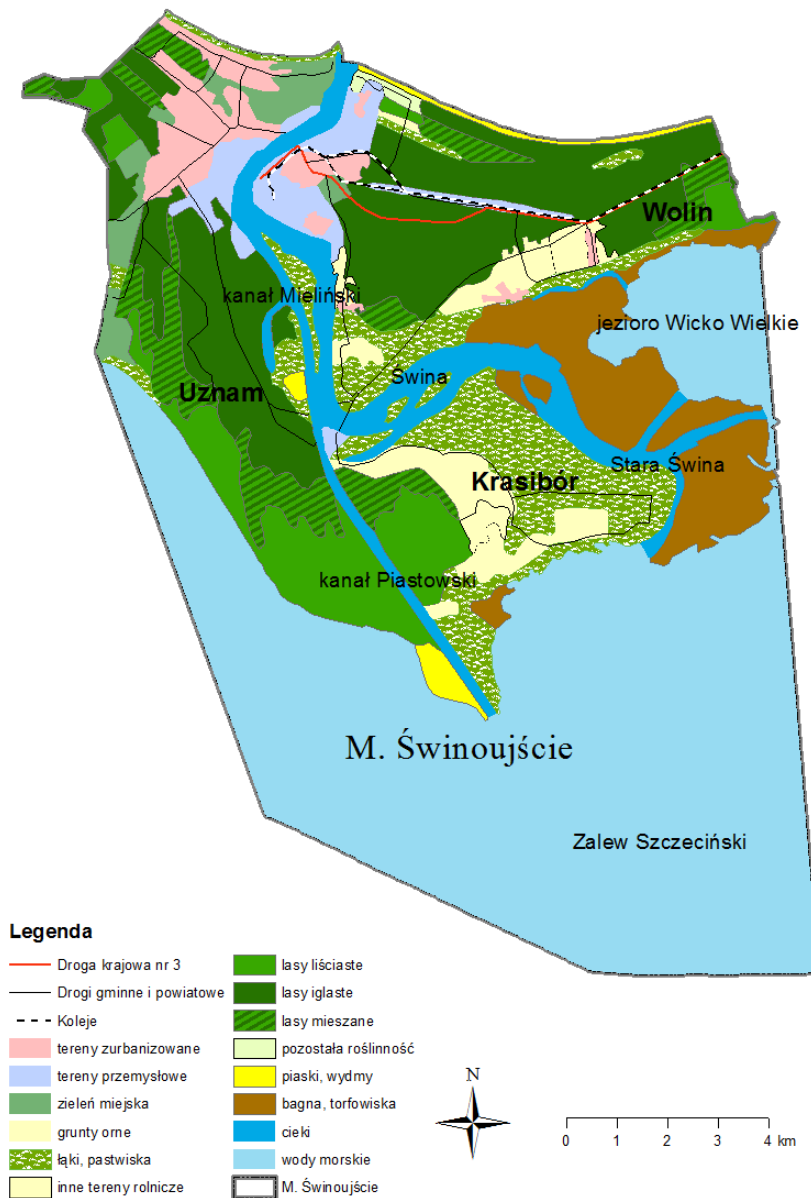 Wolin
kanał Mieliński
jezioro Wicko Wielkie
Uznam
Świna
Krasibór
Stara Świna
kanał Piastowski
M. Świnoujście
Zalew Szczeciński
Legenda
Droga krajowa nr 3
Drogi gminne i powiatowe
Koleje
tereny zurbanizowane
tereny przemysłowe
zieleń miejska
grunty orne
łąki, pastwiska
inne tereny rolnicze
lasy liściaste
lasy iglaste
lasy mieszane
pozostała roślinność
piaski, wydmy
bagna, torfowiska
cieki
wody morskie
M. Świnoujście
N
0 1 2 3 4 km